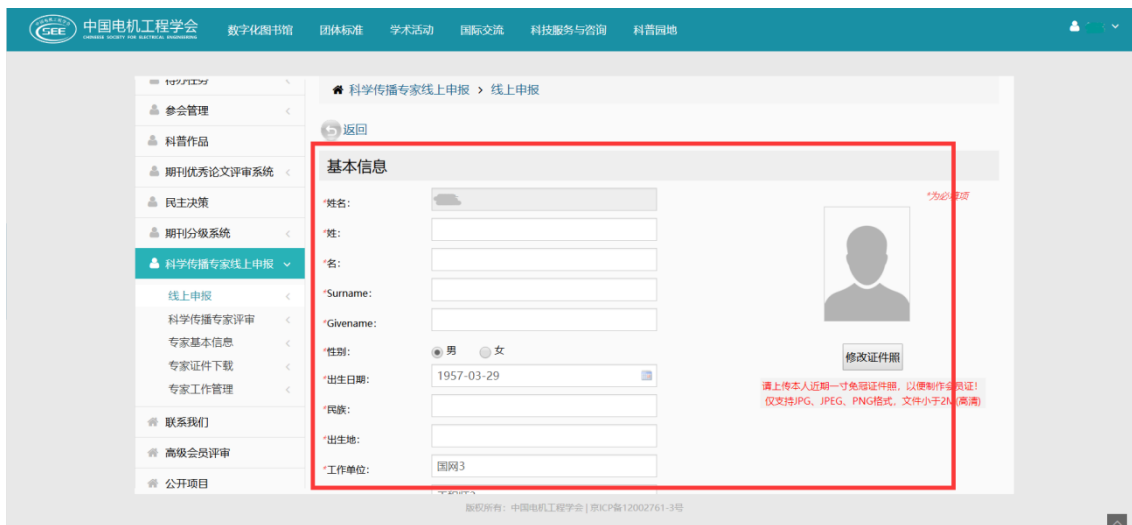 中国电机工程学会
CHINESE SOCIETY FOR ELECTRICAL ENGINEERING
CSEE
数字化图书馆 团体标准 学术活动 国际交流 科技服务与咨询 科普园地
待办任务
参会管理
科普作品
期刊优秀论文评审系统
民主决策
期刊分级系统
科学传播专家线上申报
线上申报
科学传播专家评审
专家基本信息
专家证件下载
专家工作管理
联系我们
高级会员评审
公开项目
科学传播专家线上申报 > 线上申报
返回
基本信息
*为必填项
*姓名:
*姓:
*名:
*Surname:
*Givename:
*性别: 男 女
*出生日期: 1957-03-29
*民族:
*出生地:
*工作单位: 国网3
修改证件照
请上传本人近期一寸免冠证件照，以便制作会员证！
仅支持JPG、JPEG、PNG格式，文件小于2M(高清)
版权所有：中国电机工程学会 | 京ICP备12002761-3号